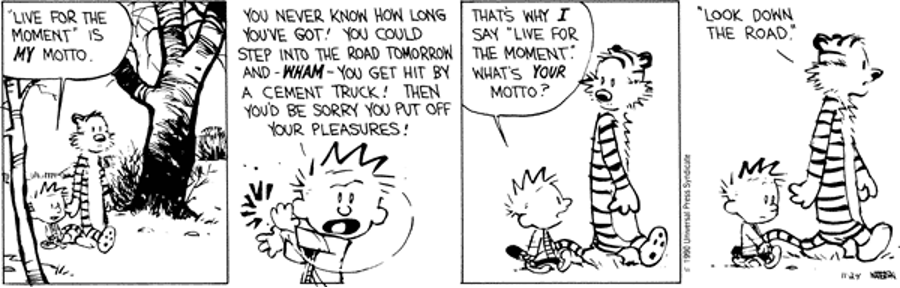 "LIVE FOR THE
MOMENT" IS
MY MOTTO.
YOU NEVER KNOW HOW LONG
YOU'VE GOT! YOU COULD
STEP INTO THE ROAD TOMORROW
AND - WHAM - YOU GET HIT BY
A CEMENT TRUCK! THEN
YOU'D BE SORRY YOU PUT OFF
YOUR PLEASURES!
THAT'S WHY I
SAY "LIVE FOR
THE MOMENT."
WHAT'S YOUR
MOTTO?
© 1990 Universal Press Syndicate
"LOOK DOWN
THE ROAD."
11-24